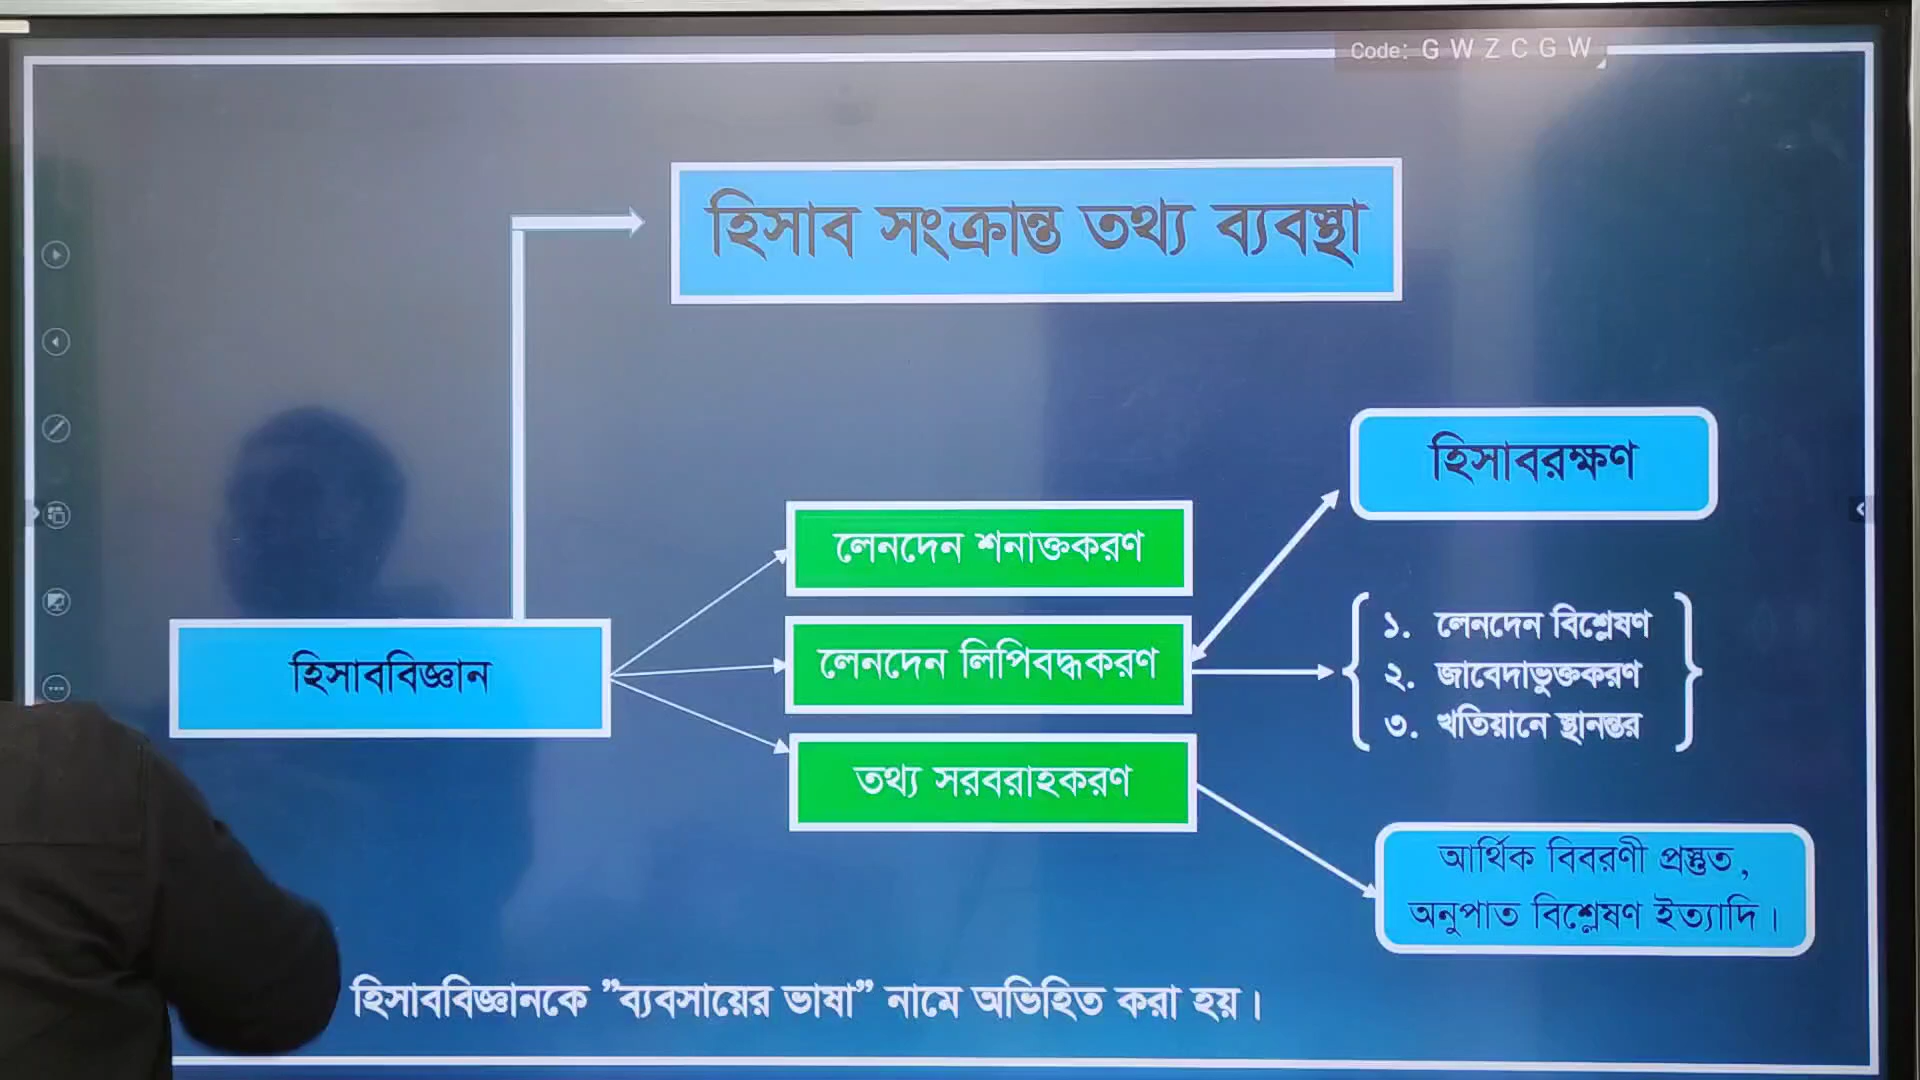 Code: G W Z C G W
হিসাব সংক্রান্ত তথ্য ব্যবস্থা
হিসাবরক্ষণ
লেনদেন শনাক্তকরণ
হিসাববিজ্ঞান
লেনদেন লিপিবদ্ধকরণ
১. লেনদেন বিশ্লেষণ
২. জাবেদাভুক্তকরণ
৩. খতিয়ানে স্থানন্তর
তথ্য সরবরাহকরণ
আর্থিক বিবরণী প্রস্তুত,
অনুপাত বিশ্লেষণ ইত্যাদি।
হিসাববিজ্ঞানকে ”ব্যবসায়ের ভাষা” নামে অভিহিত করা হয়।